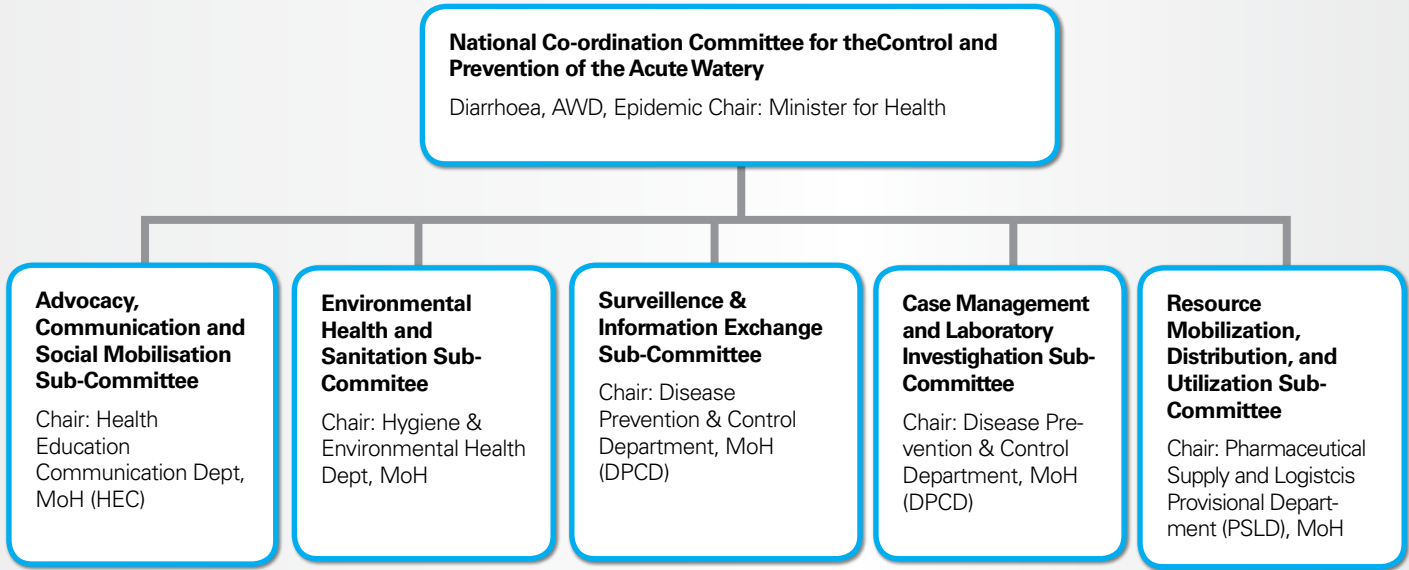 National Co-ordination Committee for theControl and
Prevention of the Acute Watery
Diarrhoea, AWD, Epidemic Chair: Minister for Health
Advocacy,
Communication and
Social Mobilisation
Sub-Committee
Chair: Health
Education
Communication Dept,
MoH (HEC)
Environmental
Health and
Sanitation Sub-
Commitee
Chair: Hygiene &
Environmental Health
Dept, MoH
Surveillence &
Information Exchange
Sub-Committee
Chair: Disease
Prevention & Control
Department, MoH
(DPCD)
Case Management
and Laboratory
Investighation Sub-
Committee
Chair: Disease Pre-
vention & Control
Department, MoH
(DPCD)
Resource
Mobilization,
Distribution, and
Utilization Sub-
Committee
Chair: Pharmaceutical
Supply and Logistcis
Provisional Depart-
ment (PSLD), MoH